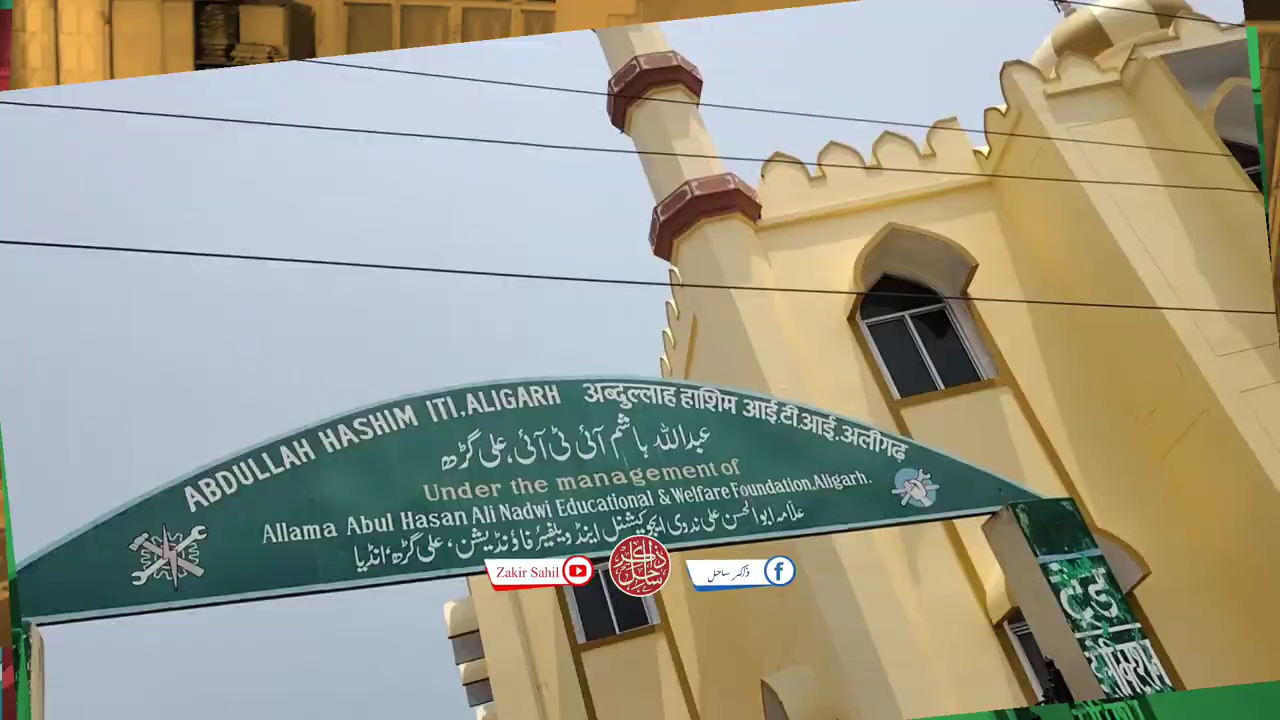 ABDULLAH HASHIM ITI, ALIGARH अब्दुल्लाह हाशिम आई.टी.आई. अलीगढ़
عبداللہ ہاشم آئی ٹی آئی، علی گڑھ
Under the management of
Allama Abul Hasan Ali Nadwi Educational & Welfare Foundation, Aligarh.
علامہ ابوالحسن علی ندوی ایجوکیشنل اینڈ ویلفیئر فاؤنڈیشن، علی گڑھ، انڈیا
Zakir Sahil
ذاکر ساحل
ذاکر ساحل
ट्रेड